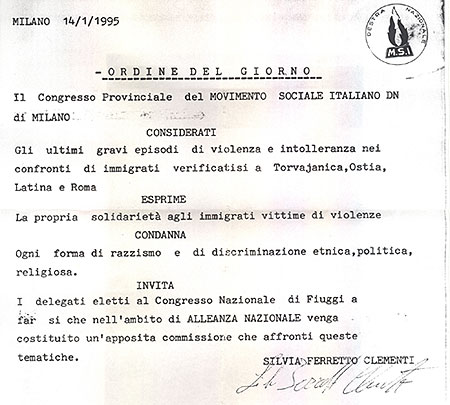 MILANO 14/1/1995
DESTRA NAZIONALE
M.S.I.
-ORDINE DEL GIORNO
Il Congresso Provinciale del MOVIMENTO SOCIALE ITALIANO DN
di MILANO
CONSIDERATI
Gli ultimi gravi episodi di violenza e intolleranza nei
confronti di immigrati verificatisi a Torvajanica,Ostia,
Latina e Roma
ESPRIME
La propria solidarietà agli immigrati vittime di violenze
CONDANNA
Ogni forma di razzismo e di discriminazione etnica,politica,
religiosa.
INVITA
I delegati eletti al Congresso Nazionale di Fiuggi a
far si che nell'ambito di ALLEANZA NAZIONALE venga
costituito un'apposita commissione che affronti queste
tematiche.
SILVIA FERRETTO CLEMENTI